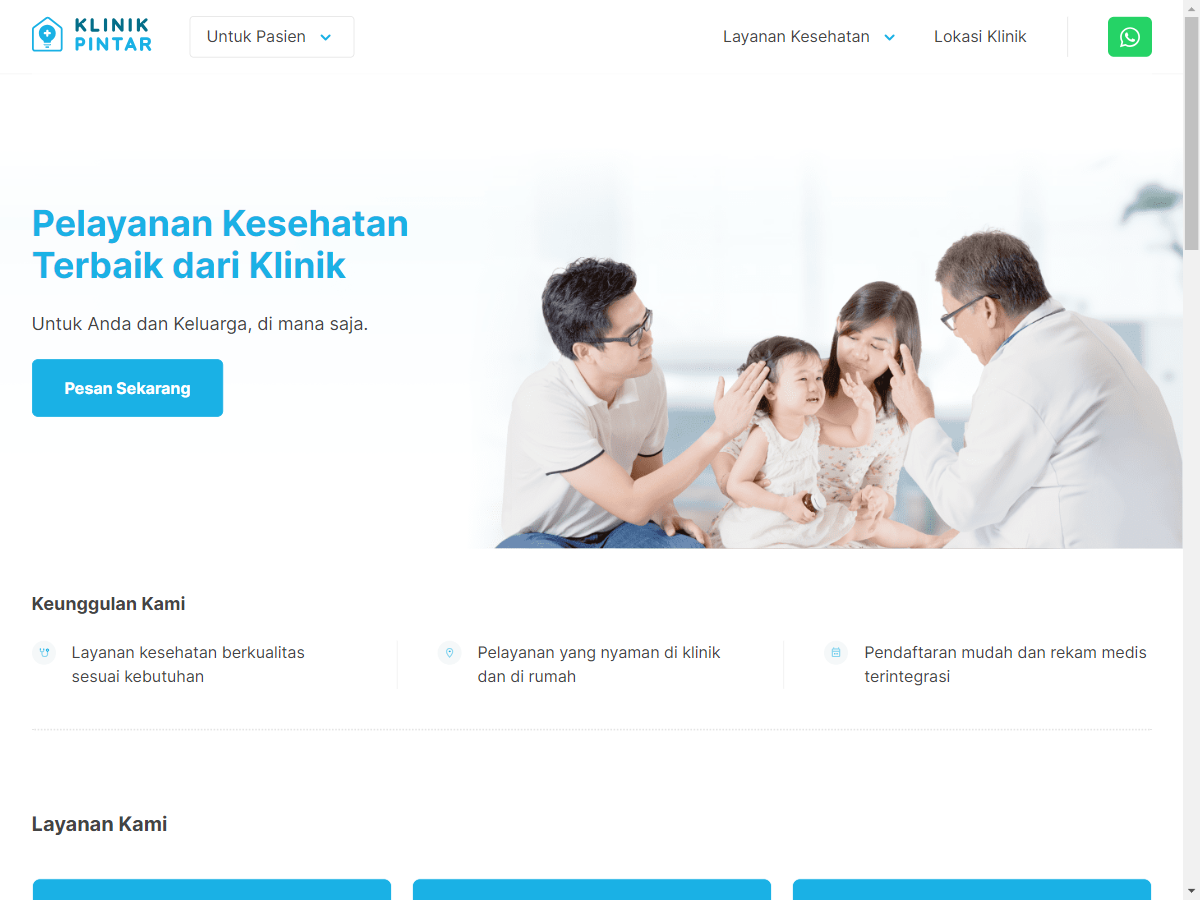 KLINIK
PINTAR
Untuk Pasien
Layanan Kesehatan
Lokasi Klinik
Pelayanan Kesehatan
Terbaik dari Klinik
Untuk Anda dan Keluarga, di mana saja.
Pesan Sekarang
Keunggulan Kami
Layanan kesehatan berkualitas
sesuai kebutuhan
Pelayanan yang nyaman di klinik
dan di rumah
Pendaftaran mudah dan rekam medis
terintegrasi
Layanan Kami